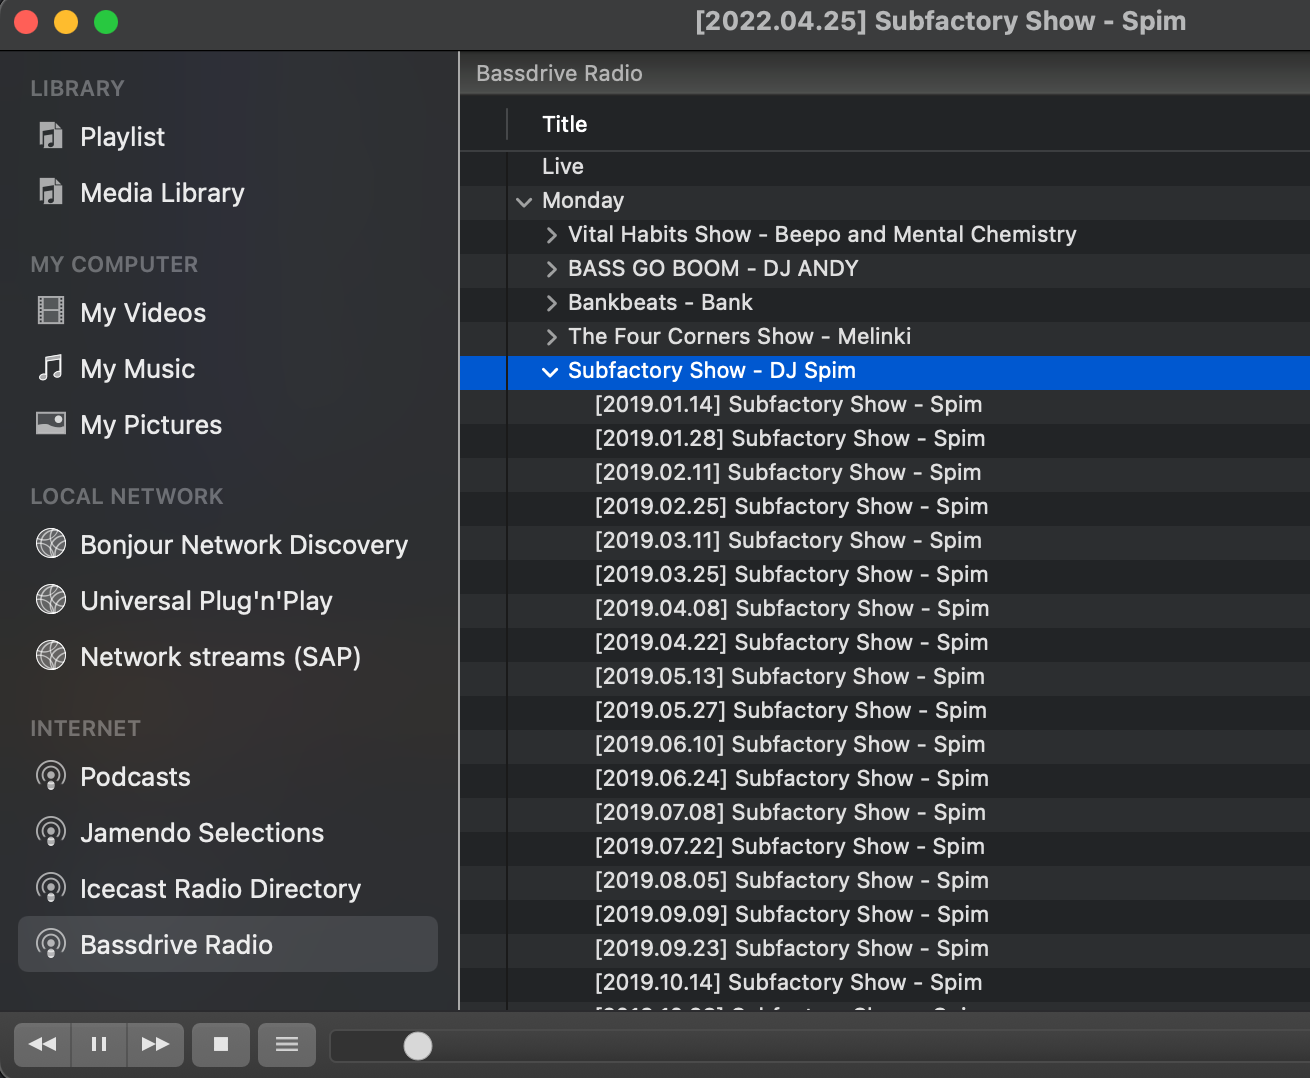 [2022.04.25] Subfactory Show - Spim
LIBRARY
Playlist
Media Library
MY COMPUTER
My Videos
My Music
My Pictures
LOCAL NETWORK
Bonjour Network Discovery
Universal Plug'n'Play
Network streams (SAP)
INTERNET
Podcasts
Jamendo Selections
Icecast Radio Directory
Bassdrive Radio
Bassdrive Radio
Title
Live
Monday
Vital Habits Show - Beepo and Mental Chemistry
BASS GO BOOM - DJ ANDY
Bankbeats - Bank
The Four Corners Show - Melinki
Subfactory Show - DJ Spim
[2019.01.14] Subfactory Show - Spim
[2019.01.28] Subfactory Show - Spim
[2019.02.11] Subfactory Show - Spim
[2019.02.25] Subfactory Show - Spim
[2019.03.11] Subfactory Show - Spim
[2019.03.25] Subfactory Show - Spim
[2019.04.08] Subfactory Show - Spim
[2019.04.22] Subfactory Show - Spim
[2019.05.13] Subfactory Show - Spim
[2019.05.27] Subfactory Show - Spim
[2019.06.10] Subfactory Show - Spim
[2019.06.24] Subfactory Show - Spim
[2019.07.08] Subfactory Show - Spim
[2019.07.22] Subfactory Show - Spim
[2019.08.05] Subfactory Show - Spim
[2019.09.09] Subfactory Show - Spim
[2019.09.23] Subfactory Show - Spim
[2019.10.14] Subfactory Show - Spim